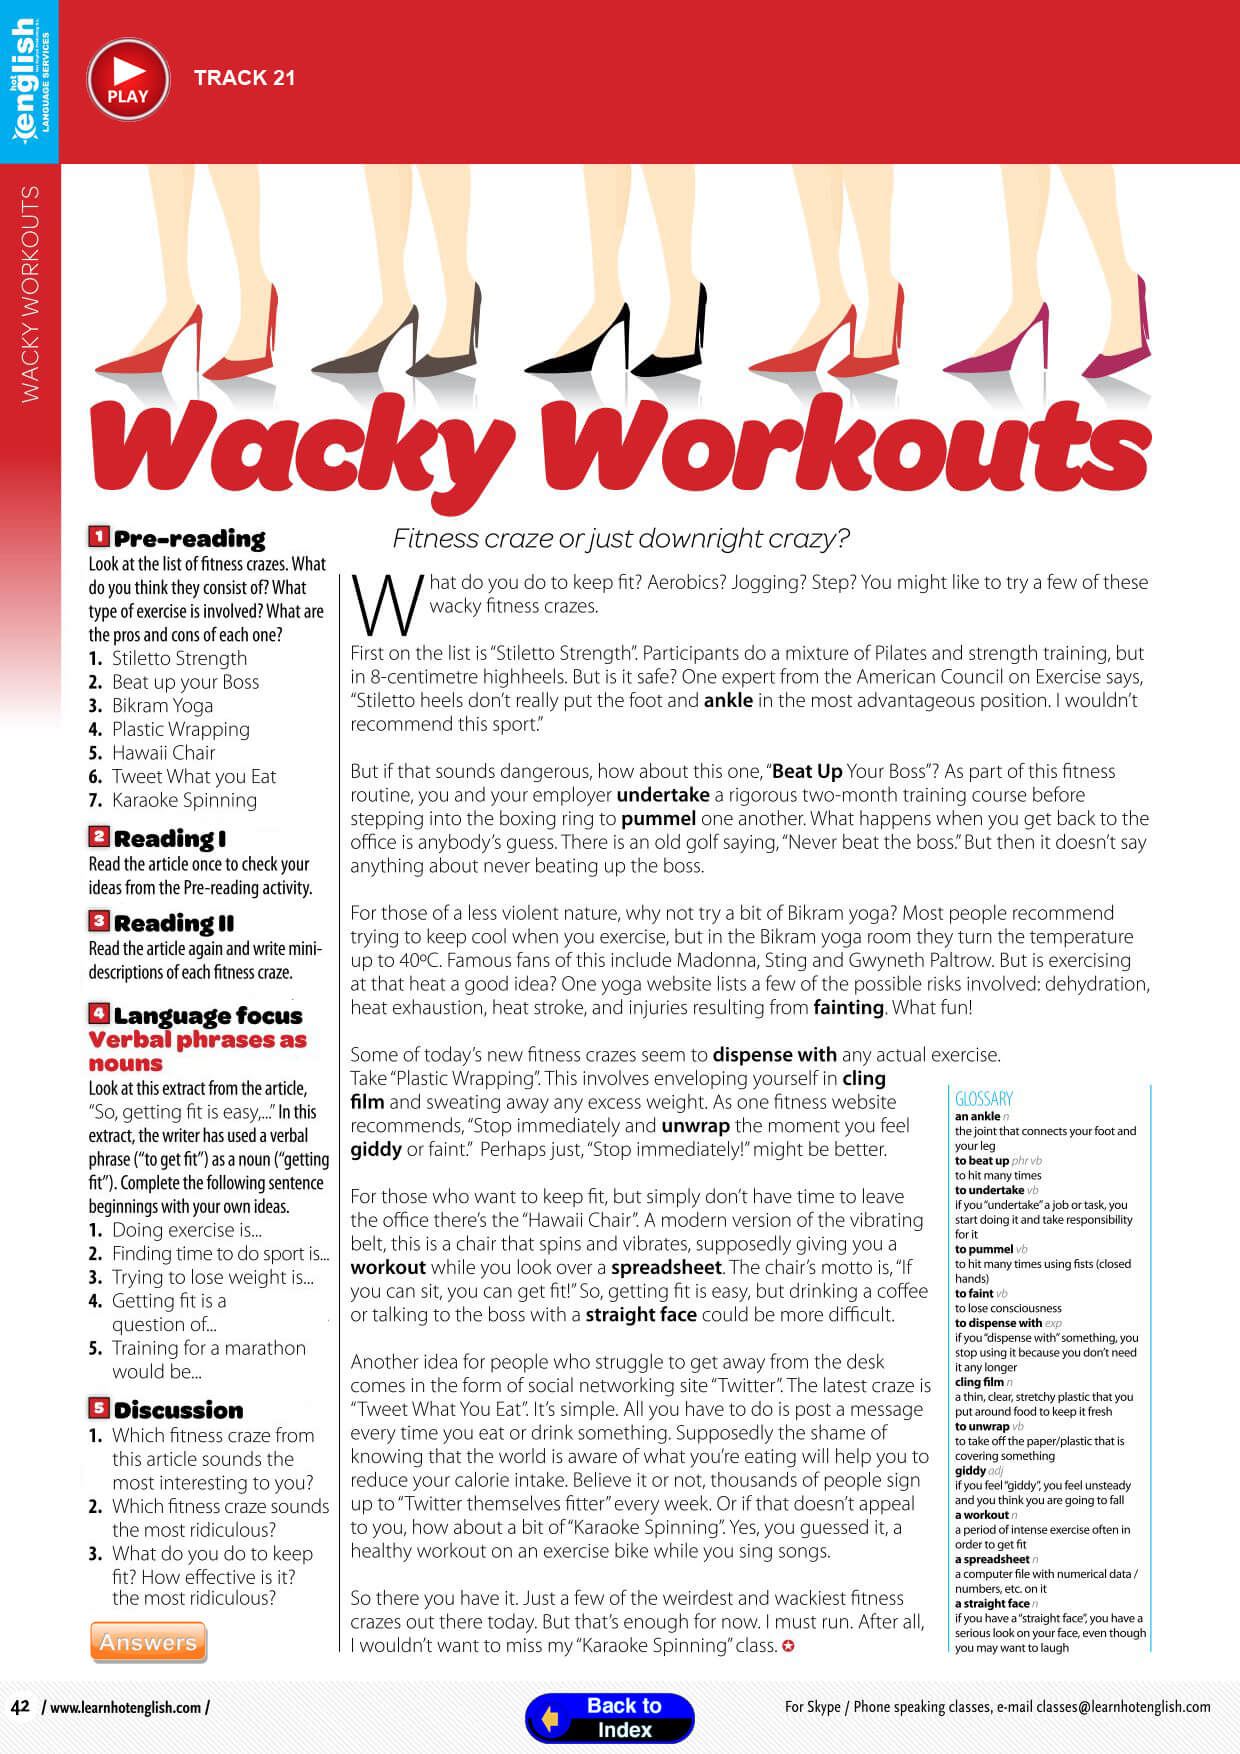 hot
english
LANGUAGE SERVICES
PLAY
TRACK 21
WACKY WORKOUTS
Wacky Workouts
1 Pre-reading
Look at the list of fitness crazes. What
do you think they consist of? What
type of exercise is involved? What are
the pros and cons of each one?
1. Stiletto Strength
2. Beat up your Boss
3. Bikram Yoga
4. Plastic Wrapping
5. Hawaii Chair
6. Tweet What you Eat
7. Karaoke Spinning
2 Reading I
Read the article once to check your
ideas from the Pre-reading activity.
3 Reading II
Read the article again and write mini-
descriptions of each fitness craze.
4 Language focus
Verbal phrases as
nouns
Look at this extract from the article,
“So, getting fit is easy,...” In this
extract, the writer has used a verbal
phrase (“to get fit”) as a noun (“getting
fit”). Complete the following sentence
beginnings with your own ideas.
1. Doing exercise is...
2. Finding time to do sport is...
3. Trying to lose weight is...
4. Getting fit is a
question of...
5. Training for a marathon
would be...
5 Discussion
1. Which fitness craze from
this article sounds the
most interesting to you?
2. Which fitness craze sounds
the most ridiculous?
3. What do you do to keep
fit? How effective is it?
the most ridiculous?
Answers
Fitness craze or just downright crazy?
What do you do to keep fit? Aerobics? Jogging? Step? You might like to try a few of these
wacky fitness crazes.
First on the list is “Stiletto Strength”. Participants do a mixture of Pilates and strength training, but
in 8-centimetre highheels. But is it safe? One expert from the American Council on Exercise says,
“Stiletto heels don’t really put the foot and ankle in the most advantageous position. I wouldn’t
recommend this sport.”
But if that sounds dangerous, how about this one, “Beat Up Your Boss”? As part of this fitness
routine, you and your employer undertake a rigorous two-month training course before
stepping into the boxing ring to pummel one another. What happens when you get back to the
office is anybody’s guess. There is an old golf saying, “Never beat the boss.” But then it doesn’t say
anything about never beating up the boss.
For those of a less violent nature, why not try a bit of Bikram yoga? Most people recommend
trying to keep cool when you exercise, but in the Bikram yoga room they turn the temperature
up to 40ºC. Famous fans of this include Madonna, Sting and Gwyneth Paltrow. But is exercising
at that heat a good idea? One yoga website lists a few of the possible risks involved: dehydration,
heat exhaustion, heat stroke, and injuries resulting from fainting. What fun!
Some of today’s new fitness crazes seem to dispense with any actual exercise.
Take “Plastic Wrapping”. This involves enveloping yourself in cling
film and sweating away any excess weight. As one fitness website
recommends, “Stop immediately and unwrap the moment you feel
giddy or faint.” Perhaps just, “Stop immediately!” might be better.
For those who want to keep fit, but simply don’t have time to leave
the office there’s the “Hawaii Chair”. A modern version of the vibrating
belt, this is a chair that spins and vibrates, supposedly giving you a
workout while you look over a spreadsheet. The chair’s motto is, “If
you can sit, you can get fit!” So, getting fit is easy, but drinking a coffee
or talking to the boss with a straight face could be more difficult.
Another idea for people who struggle to get away from the desk
comes in the form of social networking site “Twitter”. The latest craze is
“Tweet What You Eat”. It’s simple. All you have to do is post a message
every time you eat or drink something. Supposedly the shame of
knowing that the world is aware of what you’re eating will help you to
reduce your calorie intake. Believe it or not, thousands of people sign
up to “Twitter themselves fitter” every week. Or if that doesn’t appeal
to you, how about a bit of “Karaoke Spinning”. Yes, you guessed it, a
healthy workout on an exercise bike while you sing songs.
So there you have it. Just a few of the weirdest and wackiest fitness
crazes out there today. But that’s enough for now. I must run. After all,
I wouldn’t want to miss my “Karaoke Spinning” class.
GLOSSARY
an ankle n
the joint that connects your foot and
your leg
to beat up phr vb
to hit many times
to undertake vb
if you “undertake” a job or task, you
start doing it and take responsibility
for it
to pummel vb
to hit many times using fists (closed
hands)
to faint vb
to lose consciousness
to dispense with exp
if you “dispense with” something, you
stop using it because you don’t need
it any longer
cling film n
a thin, clear, stretchy plastic that you
put around food to keep it fresh
to unwrap vb
to take off the paper/plastic that is
covering something
giddy adj
if you feel “giddy”, you feel unsteady
and you think you are going to fall
a workout n
a period of intense exercise often in
order to get fit
a spreadsheet n
a computer file with numerical data /
numbers, etc. on it
a straight face n
if you have a “straight face”, you have a
serious look on your face, even though
you may want to laugh
42 / www.learnhotenglish.com /
Back to
Index
For Skype / Phone speaking classes, e-mail classes@learnhotenglish.com